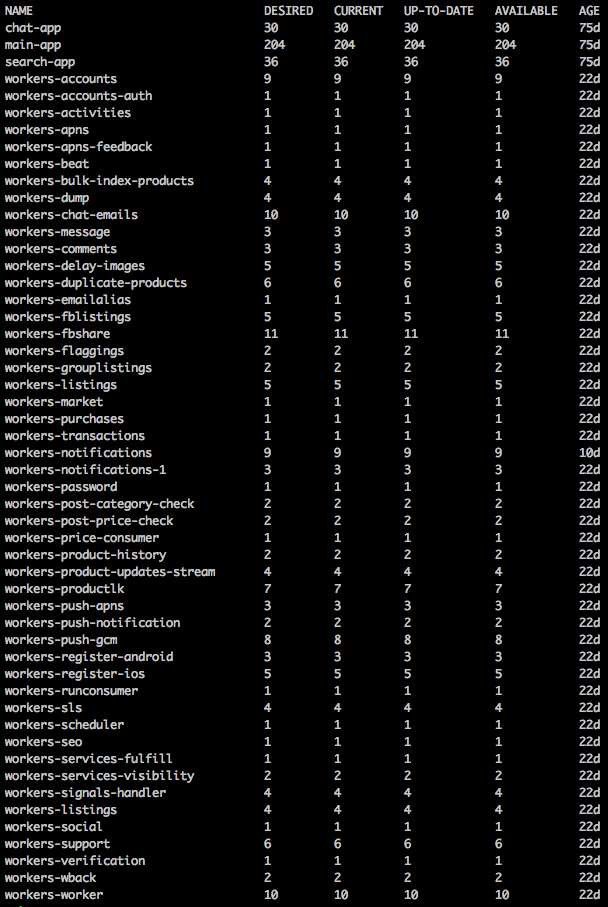 NAME DESIRED CURRENT UP-TO-DATE AVAILABLE AGE
chat-app 30 30 30 30 75d
main-app 204 204 204 204 75d
search-app 36 36 36 36 75d
workers-accounts 9 9 9 9 22d
workers-accounts-auth 1 1 1 1 22d
workers-activities 1 1 1 1 22d
workers-apns 1 1 1 1 22d
workers-apns-feedback 1 1 1 1 22d
workers-beat 1 1 1 1 22d
workers-bulk-index-products 4 4 4 4 22d
workers-dump 4 4 4 4 22d
workers-chat-emails 10 10 10 10 22d
workers-message 3 3 3 3 22d
workers-comments 3 3 3 3 22d
workers-delay-images 5 5 5 5 22d
workers-duplicate-products 6 6 6 6 22d
workers-emailalias 1 1 1 1 22d
workers-fblistings 5 5 5 5 22d
workers-fbshare 11 11 11 11 22d
workers-flaggings 2 2 2 2 22d
workers-grouplistings 2 2 2 2 22d
workers-listings 5 5 5 5 22d
workers-market 1 1 1 1 22d
workers-purchases 1 1 1 1 22d
workers-transactions 1 1 1 1 22d
workers-notifications 9 9 9 9 10d
workers-notifications-1 3 3 3 3 22d
workers-password 1 1 1 1 22d
workers-post-category-check 2 2 2 2 22d
workers-post-price-check 2 2 2 2 22d
workers-price-consumer 1 1 1 1 22d
workers-product-history 2 2 2 2 22d
workers-product-updates-stream 4 4 4 4 22d
workers-productlk 7 7 7 7 22d
workers-push-apns 3 3 3 3 22d
workers-push-notification 2 2 2 2 22d
workers-push-gcm 8 8 8 8 22d
workers-register-android 3 3 3 3 22d
workers-register-ios 5 5 5 5 22d
workers-runconsumer 1 1 1 1 22d
workers-sls 4 4 4 4 22d
workers-scheduler 1 1 1 1 22d
workers-seo 1 1 1 1 22d
workers-services-fulfill 1 1 1 1 22d
workers-services-visibility 2 2 2 2 22d
workers-signals-handler 4 4 4 4 22d
workers-listings 4 4 4 4 22d
workers-social 1 1 1 1 22d
workers-support 6 6 6 6 22d
workers-verification 1 1 1 1 22d
workers-wback 2 2 2 2 22d
workers-worker 10 10 10 10 22d